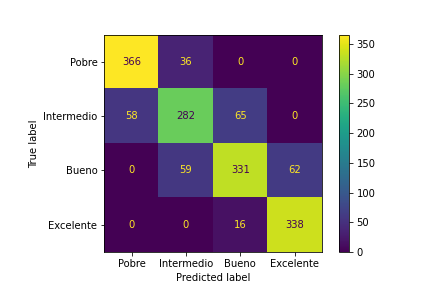 Pobre 366 36 0 0
Intermedio 58 282 65 0
Bueno 0 59 331 62
Excelente 0 0 16 338
Pobre Intermedio Bueno Excelente
Predicted label
True label
350
300
250
200
150
100
50
0